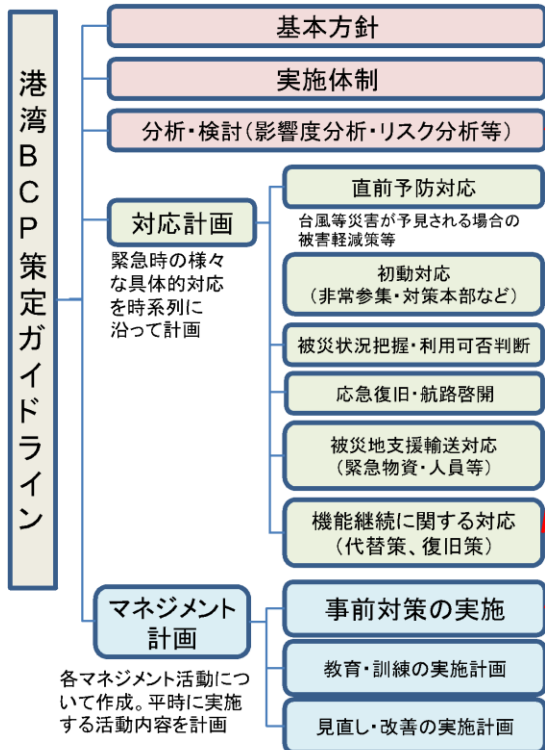 港湾BCP策定ガイドライン
基本方針
実施体制
分析・検討(影響度分析・リスク分析等)
対応計画
緊急時の様々
な具体的対応
を時系列に
沿って計画
直前予防対応
台風等災害が予見される場合の
被害軽減策等
初動対応
(非常参集・対策本部など)
被災状況把握・利用可否判断
応急復旧・航路啓開
被災地支援輸送対応
(緊急物資・人員等)
機能継続に関する対応
(代替策、復旧策)
マネジメント
計画
各マネジメント活動につ
いて作成。平時に実施
する活動内容を計画
事前対策の実施
教育・訓練の実施計画
見直し・改善の実施計画